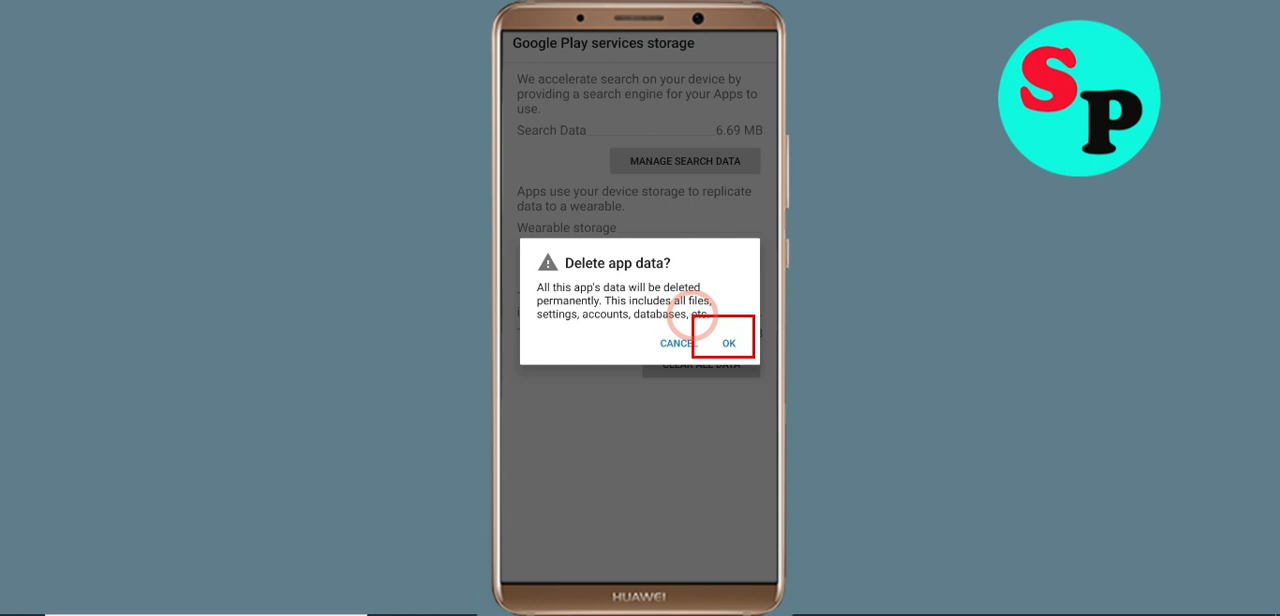 Google Play services storage
We accelerate search on your device by
providing a search engine for your Apps to
use.
Search Data 6.69 MB
MANAGE SEARCH DATA
Apps use your device storage to replicate
data to a wearable.
Wearable storage
Delete app data?
All this app's data will be deleted
permanently. This includes all files,
settings, accounts, databases, etc.
CANCEL OK
CLEAR ALL DATA
HUAWEI
SP